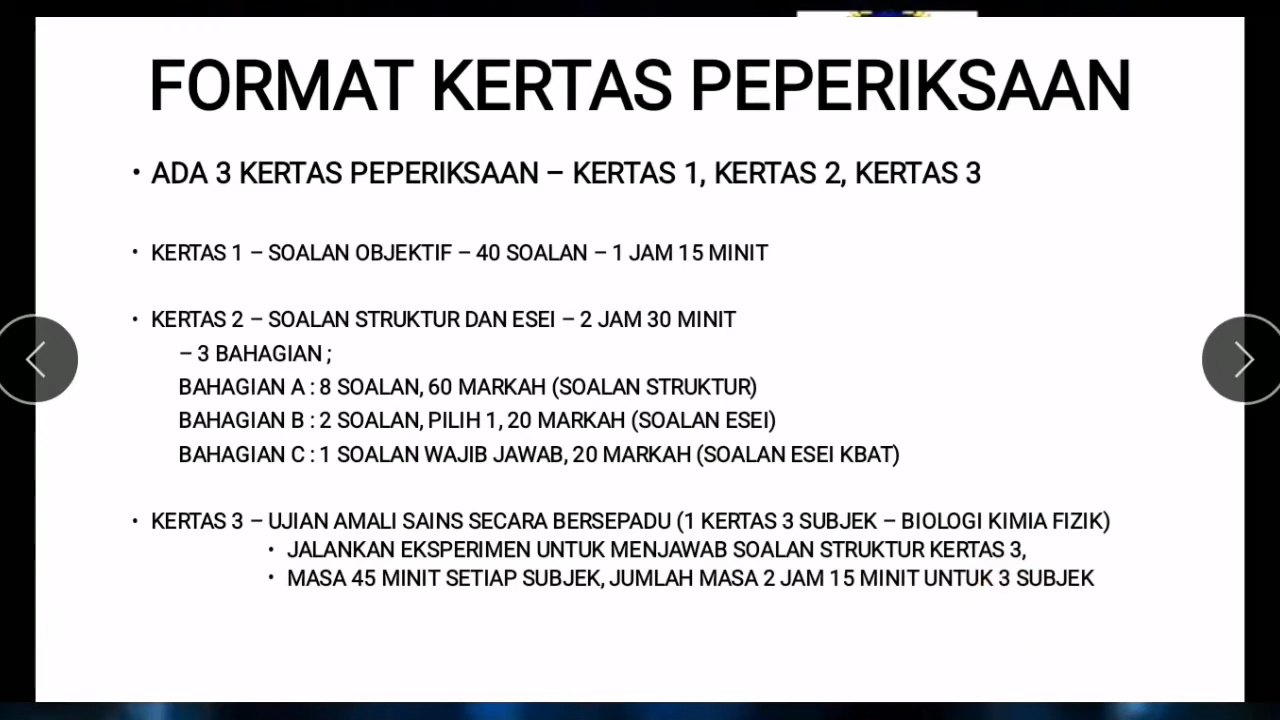 FORMAT KERTAS PEPERIKSAAN
• ADA 3 KERTAS PEPERIKSAAN – KERTAS 1, KERTAS 2, KERTAS 3
• KERTAS 1 – SOALAN OBJEKTIF – 40 SOALAN – 1 JAM 15 MINIT
• KERTAS 2 – SOALAN STRUKTUR DAN ESEI – 2 JAM 30 MINIT
– 3 BAHAGIAN ;
BAHAGIAN A : 8 SOALAN, 60 MARKAH (SOALAN STRUKTUR)
BAHAGIAN B : 2 SOALAN, PILIH 1, 20 MARKAH (SOALAN ESEI)
BAHAGIAN C : 1 SOALAN WAJIB JAWAB, 20 MARKAH (SOALAN ESEI KBAT)
• KERTAS 3 – UJIAN AMALI SAINS SECARA BERSEPADU (1 KERTAS 3 SUBJEK – BIOLOGI KIMIA FIZIK)
• JALANKAN EKSPERIMEN UNTUK MENJAWAB SOALAN STRUKTUR KERTAS 3,
• MASA 45 MINIT SETIAP SUBJEK, JUMLAH MASA 2 JAM 15 MINIT UNTUK 3 SUBJEK